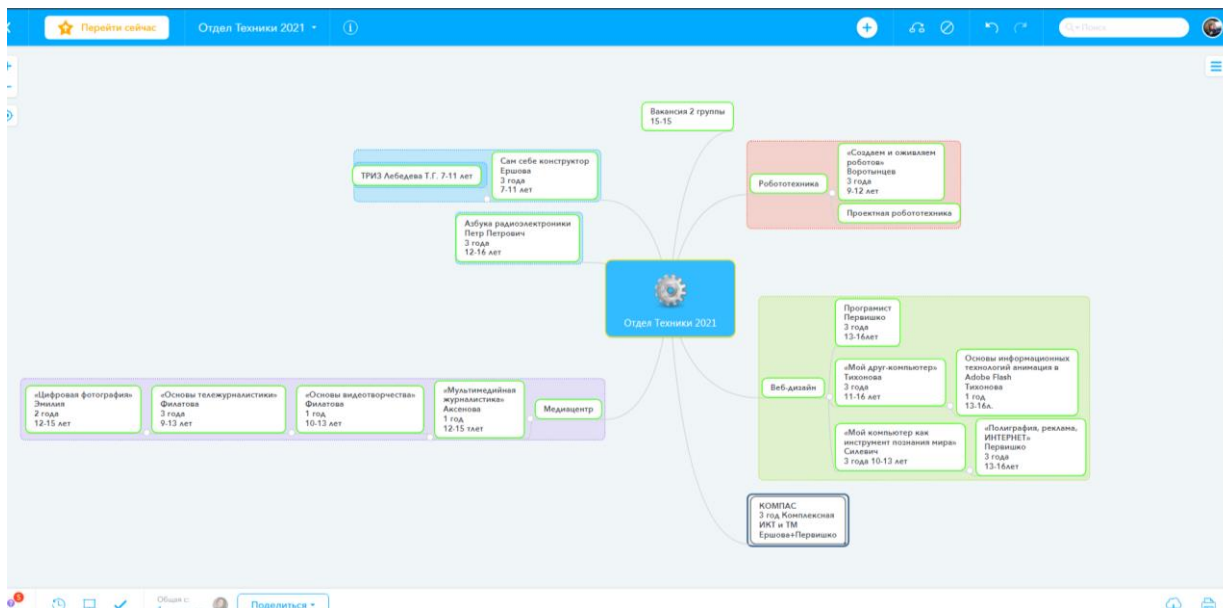 Перейти сейчас
Отдел Техники 2021
Поиск
Вакансия 2 группы
15-15
ТРИЗ Лебедева Т.Г. 7-11 лет
Сам себе конструктор
Ершова
3 года
7-11 лет
Азбука радиоэлектроники
Петр Петрович
3 года
12-16 лет
Робототехника
«Создаем и оживляем
роботов»
Воротынцев
3 года
9-12 лет
Проектная робототехника
Отдел Техники 2021
Веб-дизайн
Програмист
Первишко
3 года
13-16лет
«Мой друг-компьютер»
Тихонова
3 года
11-16 лет
Основы информационных
технологий анимация в
Adobe Flash
Тихонова
1 год
13-16л.
«Мой компьютер как
инструмент познания мира»
Силевич
3 года 10-13 лет
«Полиграфия, реклама,
ИНТЕРНЕТ»
Первишко
3 года
13-16лет
«Цифровая фотография»
Эмилия
2 года
12-15 лет
«Основы тележурналистики»
Филатова
3 года
9-13 лет
«Основы видеотворчества»
Филатова
1 год
10-13 лет
«Мультимедийная
журналистика»
Аксенова
1 год
12-15 тлет
Медиацентр
КОМПАС
3 год Комплексная
ИКТ и ТМ
Ершова+Первишко
5
Общая с:
Поделиться